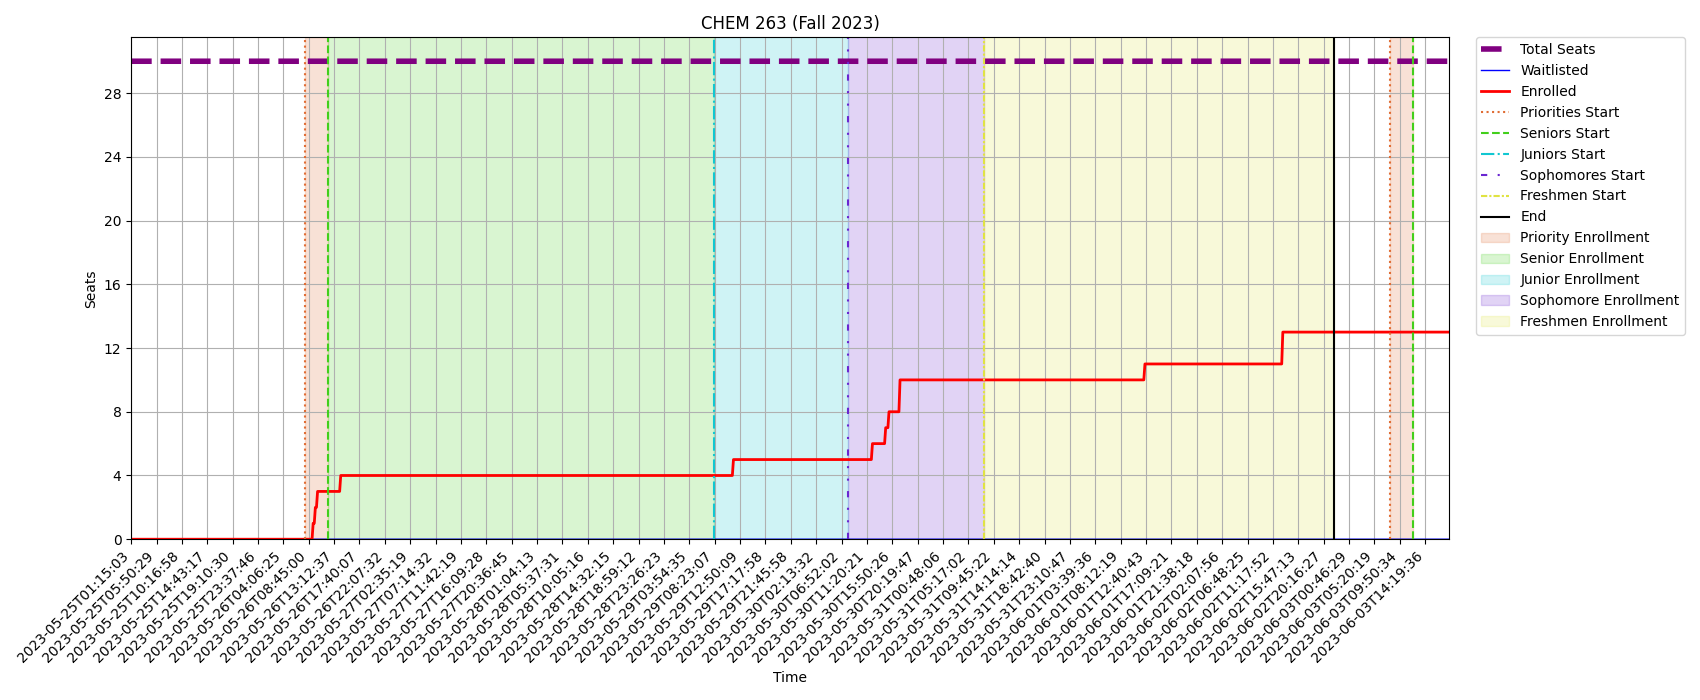 CHEM 263 (Fall 2023)
Total Seats
Waitlisted
Enrolled
Priorities Start
Seniors Start
Juniors Start
Sophomores Start
Freshmen Start
End
Priority Enrollment
Senior Enrollment
Junior Enrollment
Sophomore Enrollment
Freshmen Enrollment
Seats
28
24
20
16
12
8
4
0
2023-05-25T01:15:03
2023-05-25T05:50:29
2023-05-25T10:16:58
2023-05-25T14:43:17
2023-05-25T19:10:30
2023-05-25T23:37:46
2023-05-26T04:06:25
2023-05-26T08:45:00
2023-05-26T13:12:37
2023-05-26T17:40:07
2023-05-26T22:07:32
2023-05-27T02:35:19
2023-05-27T07:14:32
2023-05-27T11:42:19
2023-05-27T16:09:28
2023-05-27T20:36:45
2023-05-28T01:04:13
2023-05-28T05:37:31
2023-05-28T10:05:16
2023-05-28T14:32:15
2023-05-28T18:59:12
2023-05-28T23:26:23
2023-05-29T03:54:35
2023-05-29T08:23:07
2023-05-29T12:50:09
2023-05-29T17:17:58
2023-05-29T21:45:58
2023-05-30T02:13:32
2023-05-30T06:52:02
2023-05-30T11:20:21
2023-05-30T15:50:26
2023-05-30T20:19:47
2023-05-31T00:48:06
2023-05-31T05:17:02
2023-05-31T09:45:22
2023-05-31T14:14:14
2023-05-31T18:42:40
2023-05-31T23:10:47
2023-06-01T03:39:36
2023-06-01T08:12:19
2023-06-01T12:40:43
2023-06-01T17:09:21
2023-06-01T21:38:18
2023-06-02T02:07:56
2023-06-02T06:48:25
2023-06-02T11:17:52
2023-06-02T15:47:13
2023-06-02T20:16:27
2023-06-03T00:46:29
2023-06-03T05:20:19
2023-06-03T09:50:34
2023-06-03T14:19:36
Time